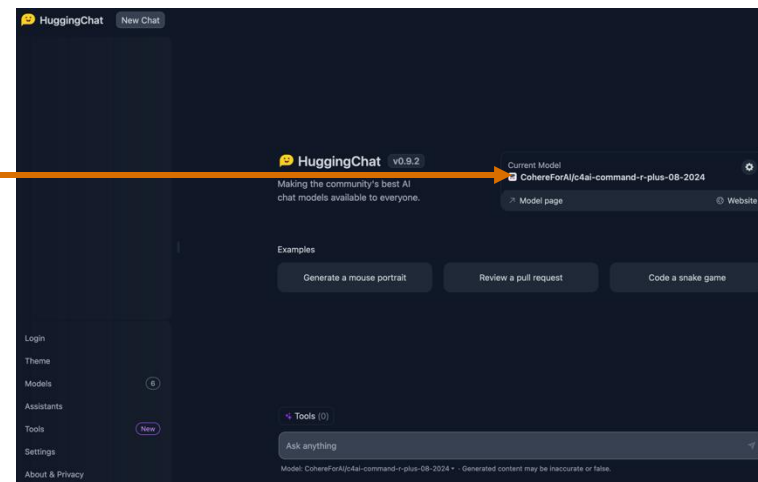 HuggingChat New Chat
HuggingChat v0.9.2
Making the community's best AI
chat models available to everyone.
Current Model
CohereForAI/c4ai-command-r-plus-08-2024
Model page Website
Examples
Generate a mouse portrait Review a pull request Code a snake game
Login
Theme
Models 6
Assistants
Tools New
Settings
About & Privacy
Tools (0)
Ask anything
Model: CohereForAI/c4ai-command-r-plus-08-2024 - Generated content may be inaccurate or false.